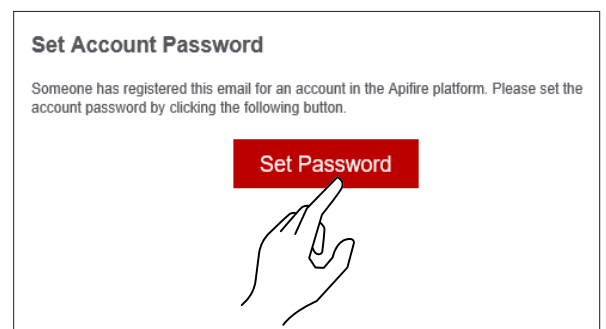 Set Account Password
Someone has registered this email for an account in the Apifire platform. Please set the
account password by clicking the following button.
Set Password